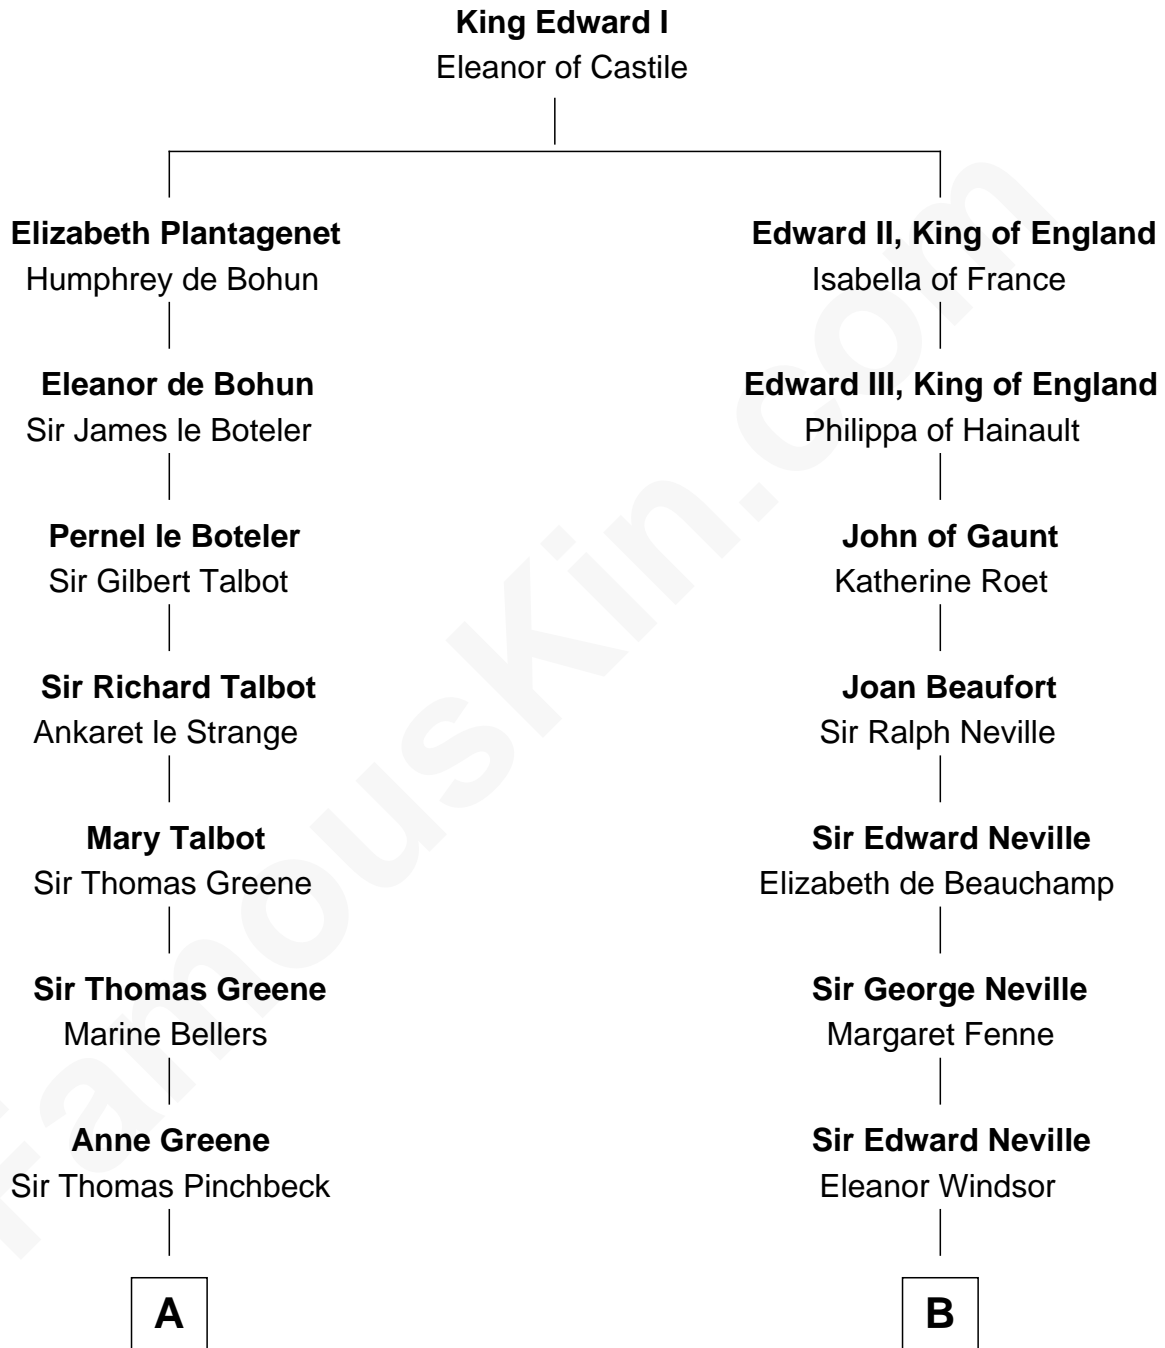 King Edward I
Eleanor of Castile
Elizabeth Plantagenet
Humphrey de Bohun
Edward II, King of England
Isabella of France
Eleanor de Bohun
Sir James le Boteler
Edward III, King of England
Philippa of Hainault
Pernel le Boteler
Sir Gilbert Talbot
John of Gaunt
Katherine Roet
Sir Richard Talbot
Ankaret le Strange
Joan Beaufort
Sir Ralph Neville
Mary Talbot
Sir Thomas Greene
Sir Edward Neville
Elizabeth de Beauchamp
Sir Thomas Greene
Marine Bellers
Sir George Neville
Margaret Fenne
Anne Greene
Sir Thomas Pinchbeck
Sir Edward Neville
Eleanor Windsor
A
B
FamousKin.com